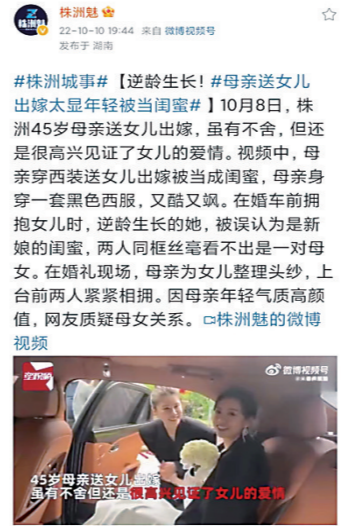 株洲魅
22-10-10 19:44 来自 微博视频号
发布于 湖南
#株洲城事#【逆龄生长!#母亲送女儿
出嫁太显年轻被当闺蜜#】10月8日,株
洲45岁母亲送女儿出嫁,虽有不舍,但还
是很高兴见证了女儿的爱情。视频中,母
亲穿西装送女儿出嫁被当成闺蜜,母亲身
穿一套黑色西服,又酷又飒。在婚车前拥
抱女儿时,逆龄生长的她,被误认为是新
娘的闺蜜,两人同框丝毫看不出是一对母
女。在婚礼现场,母亲为女儿整理头纱,上
台前两人紧紧相拥。因母亲年轻气质高颜
值,网友质疑母女关系。株洲魅的微博
视频
微博视频号
45岁母亲送女儿出嫁
虽有不舍但还是很高兴见证了女儿的爱情